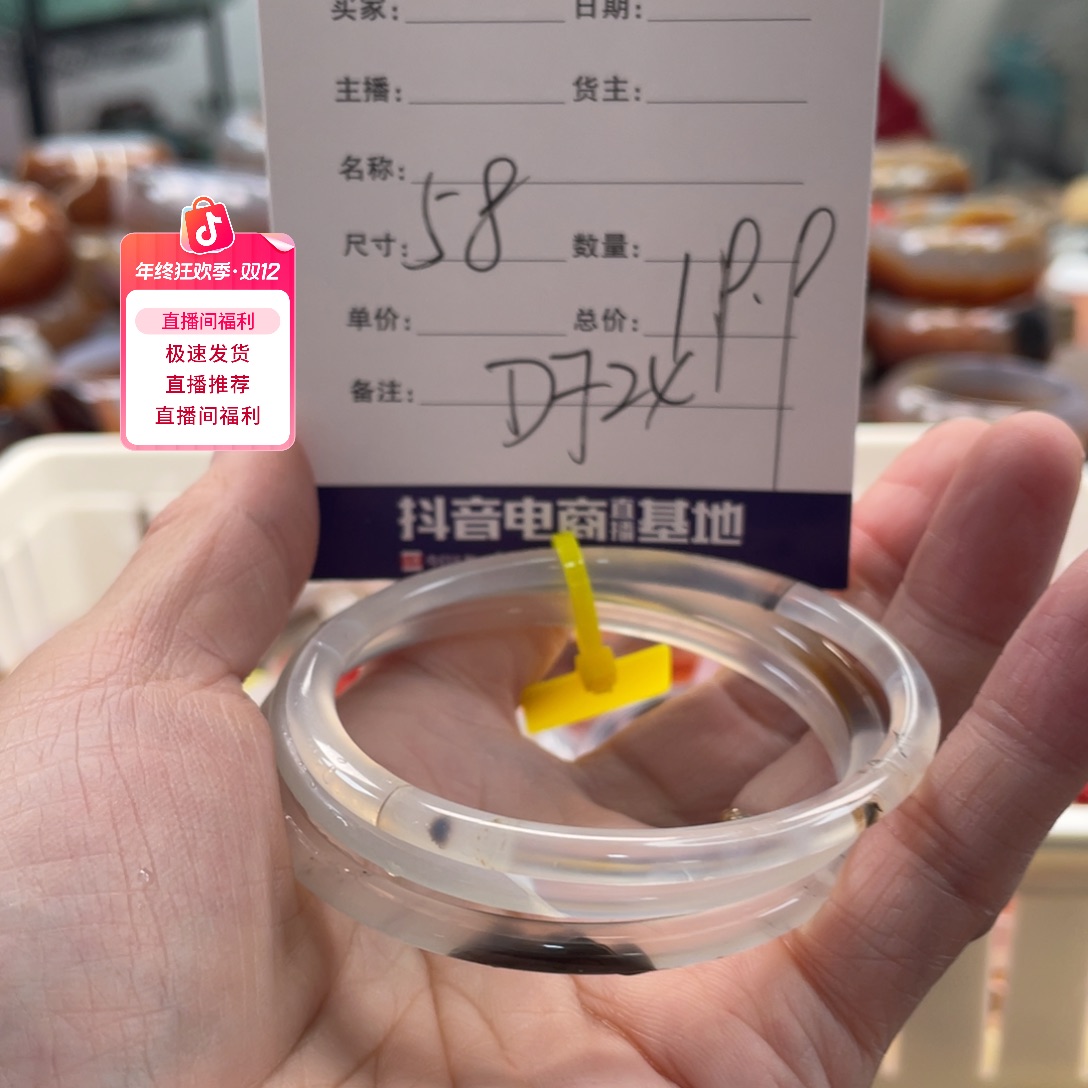 买家: 日期:
主播: 货主:
名称:
尺寸: 58 数量:
单价: 总价: 1P.P
备注: DJ24
抖音电商直播基地
年终狂欢季·双12
直播间福利
极速发货
直播推荐
直播间福利